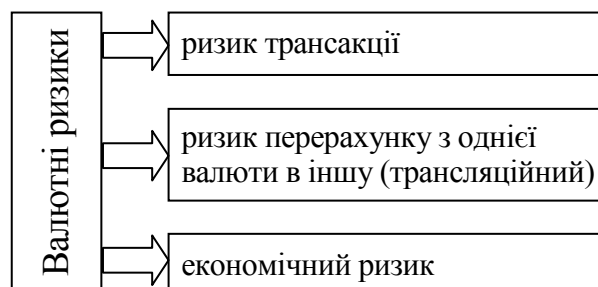 Валютні ризики
ризик трансакції
ризик перерахунку з однієї
валюти в іншу (трансляційний)
економічний ризик